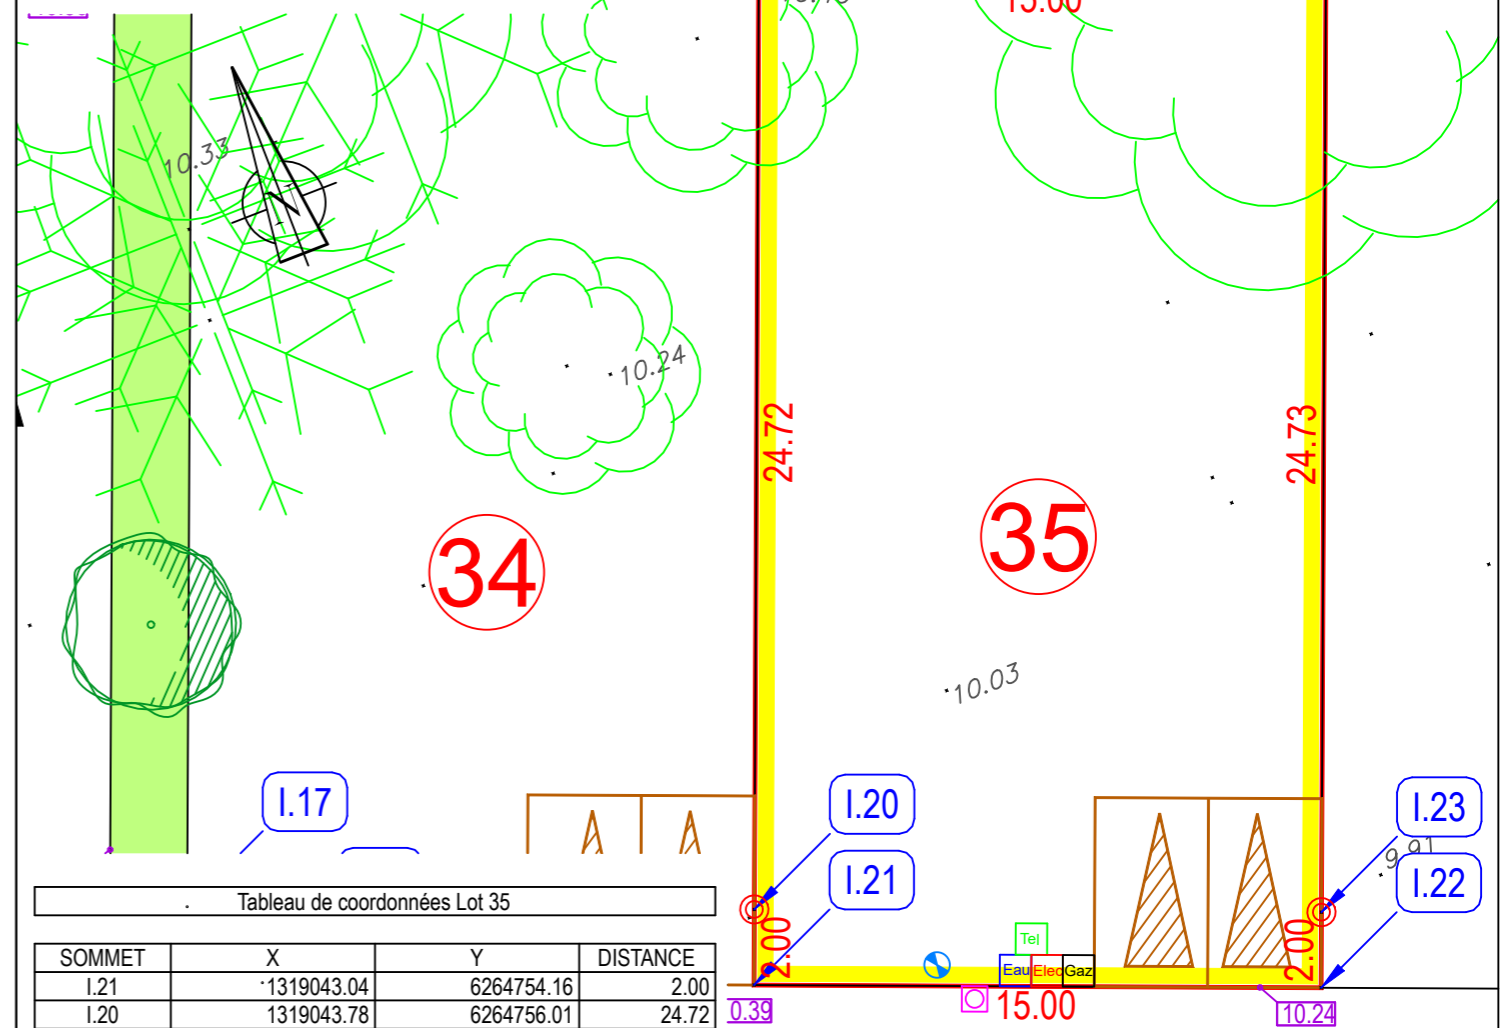 15.00
10.33
N
10.24
24.72
24.73
34
35
10.03
I.17
I.20
I.23
9.91
I.21
I.22
2.00
2.00
Tel
Eau Elec Gaz
15.00
0.39
10.24
Tableau de coordonnées Lot 35
SOMMET X Y DISTANCE
I.21 1319043.04 6264754.16 2.00
I.20 1319043.78 6264756.01 24.72